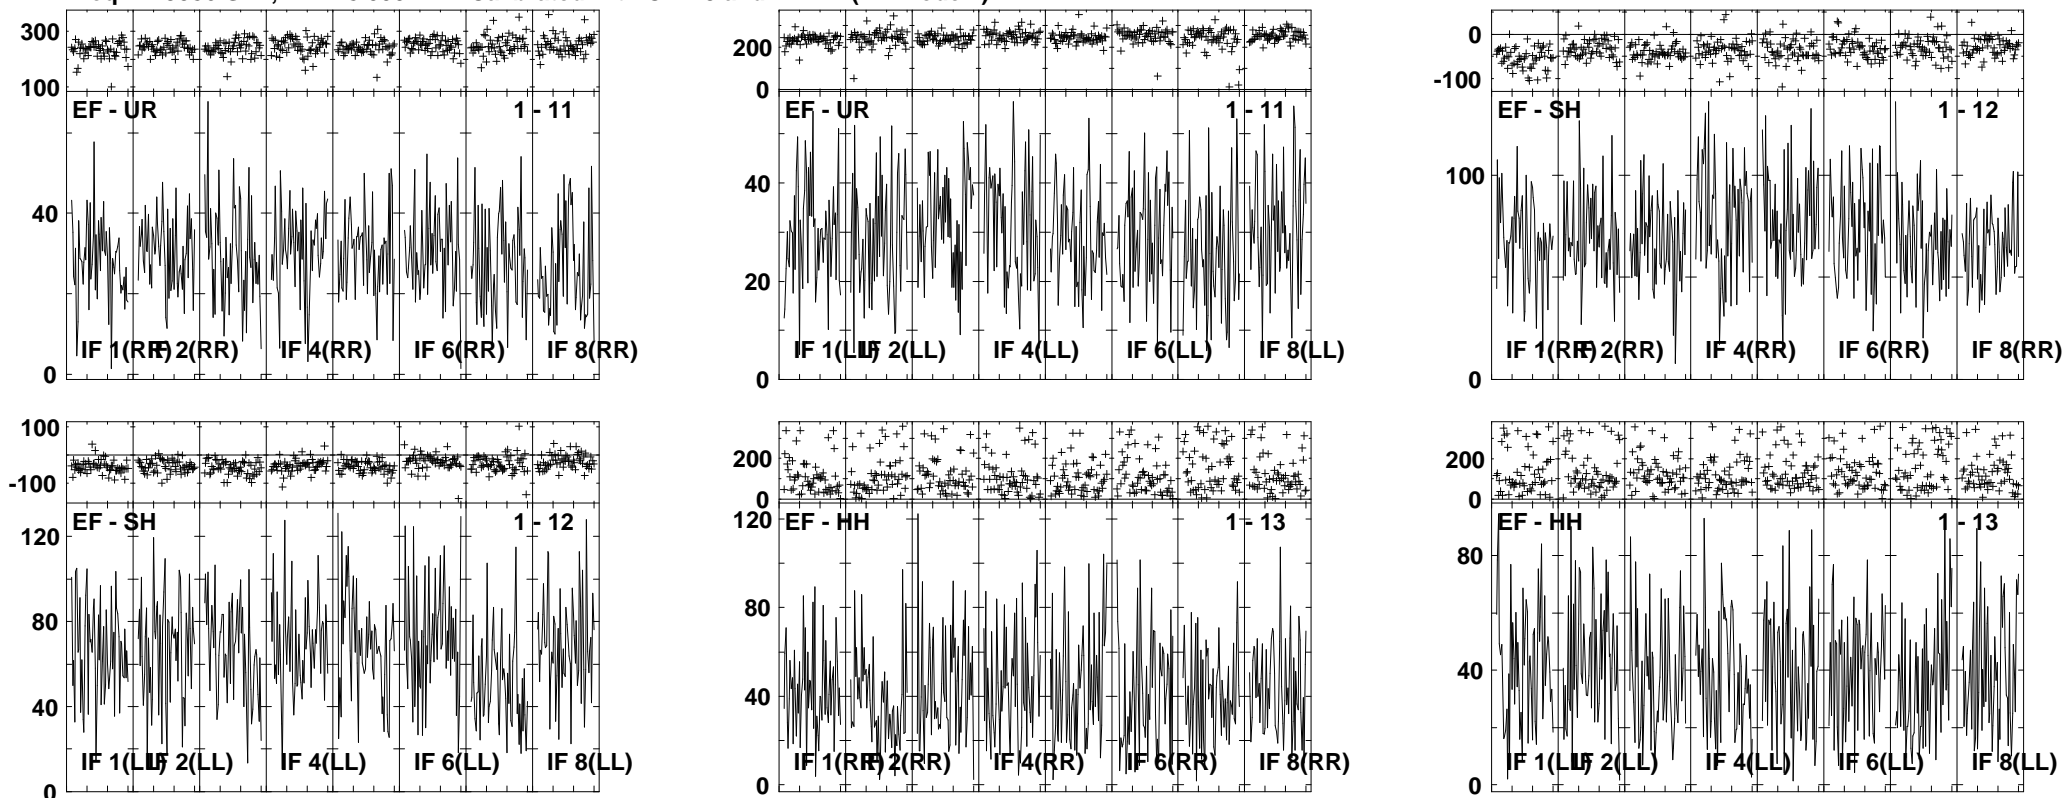 300
100
EF - UR 1 - 11
40
0
IF 1(RR) IF 2(RR) IF 4(RR) IF 6(RR) IF 8(RR)
200
0
EF - UR 1 - 11
40
20
0
IF 1(LL) IF 2(LL) IF 4(LL) IF 6(LL) IF 8(LL)
0
-100
EF - SH 1 - 12
100
0
IF 1(RR) IF 2(RR) IF 4(RR) IF 6(RR) IF 8(RR)
100
-100
EF - SH 1 - 12
120
80
40
0
IF 1(LL) IF 2(LL) IF 4(LL) IF 6(LL) IF 8(LL)
200
0
EF - HH 1 - 13
120
80
40
0
IF 1(RR) IF 2(RR) IF 4(RR) IF 6(RR) IF 8(RR)
200
0
EF - HH 1 - 13
80
40
0
IF 1(LL) IF 2(LL) IF 4(LL) IF 6(LL) IF 8(LL)